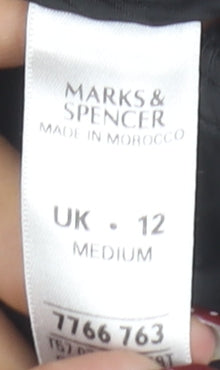 MARKS &
SPENCER
MADE IN MOROCCO
UK • 12
MEDIUM
7766 763